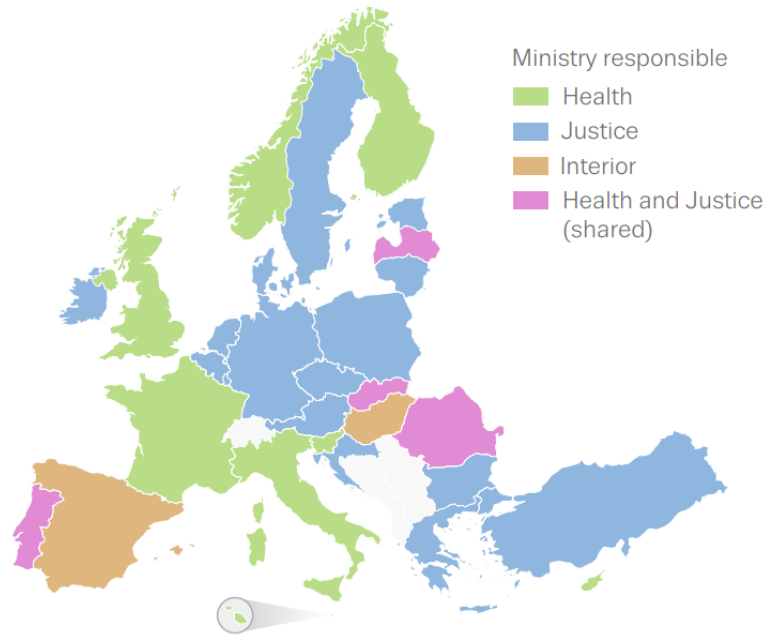 Ministry responsible
Health
Justice
Interior
Health and Justice
(shared)